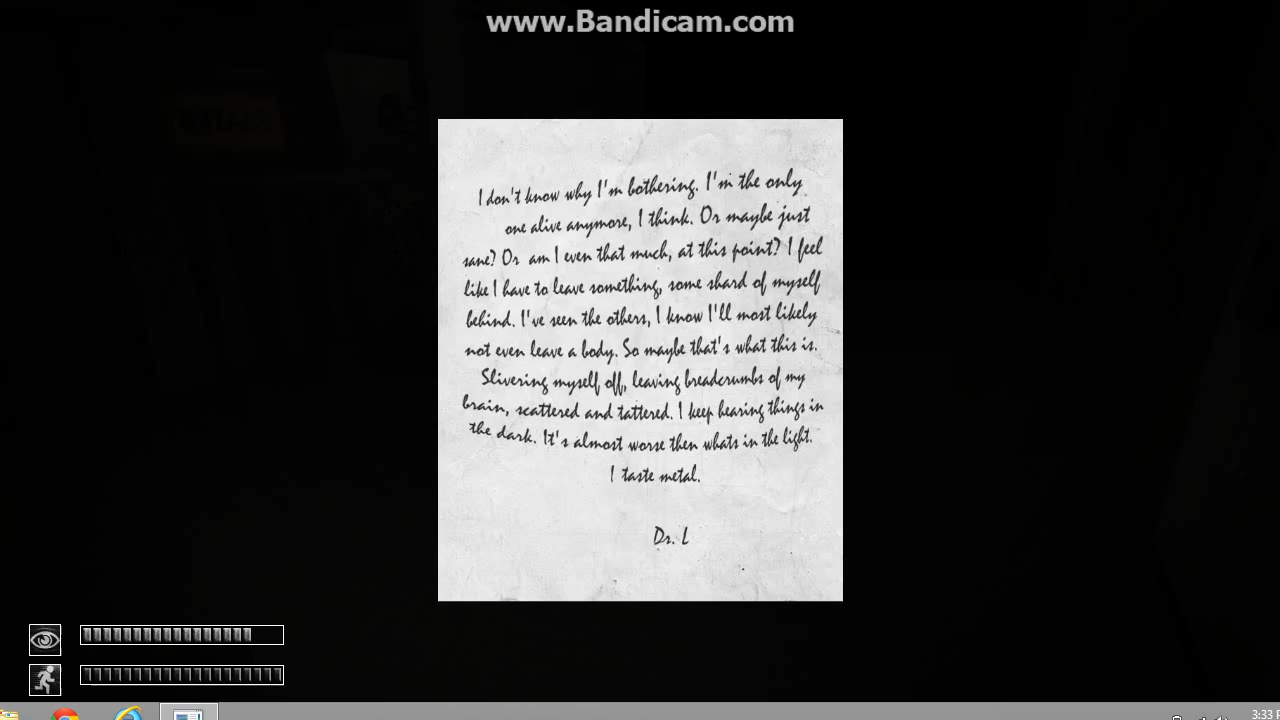 www.Bandicam.com
I don't know why I'm bothering. I'm the only
one alive anymore, I think. Or maybe just
sane? Or am I even that much, at this point? I feel
like I have to leave something, some shard of myself
behind. I've seen the others, I know I'll most likely
not even leave a body. So maybe that's what this is.
Slivering myself off, leaving breadcrumbs of my
brain, scattered and tattered. I keep hearing things in
the dark. It's almost worse then whats in the light.
I taste metal.
Dr. L
3:33